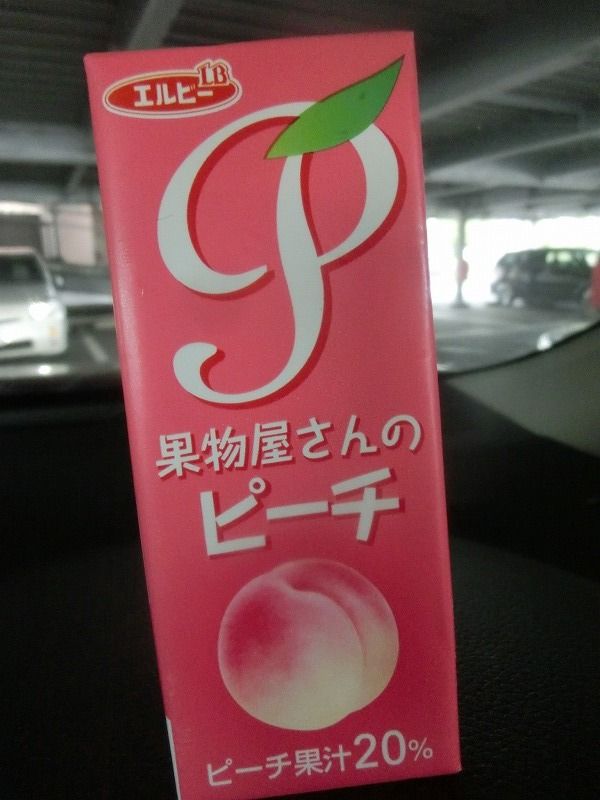 エルビー LB
P
果物屋さんの
ピーチ
ピーチ果汁20%